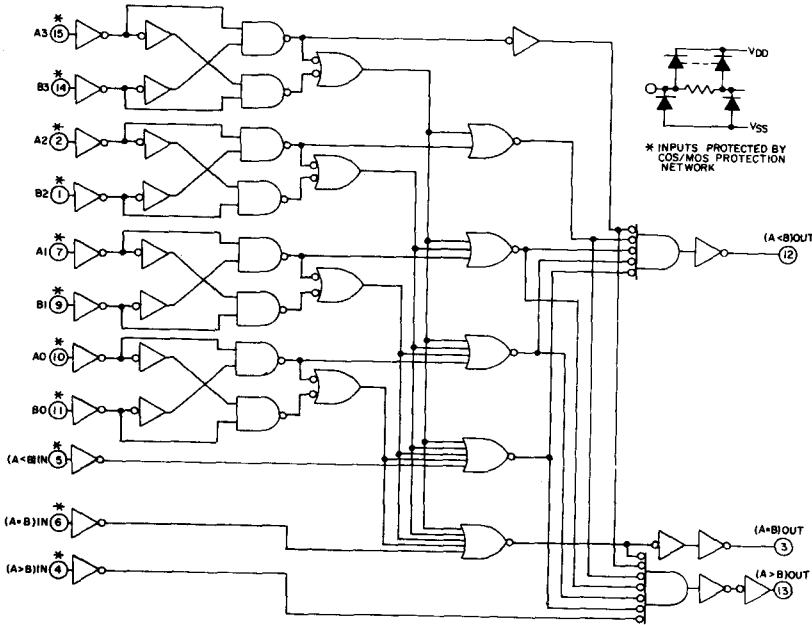 *
A3 15
*
B3 14
*
A2 2
*
B2 1
*
A1 7
*
B1 9
*
A0 10
*
B0 11
*
(A<B)IN 5
*
(A=B)IN 6
*
(A>B)IN 4
VDD
VSS
* INPUTS PROTECTED BY
COS/MOS PROTECTION
NETWORK
(A<B)OUT
12
(A=B)OUT
3
(A>B)OUT
13